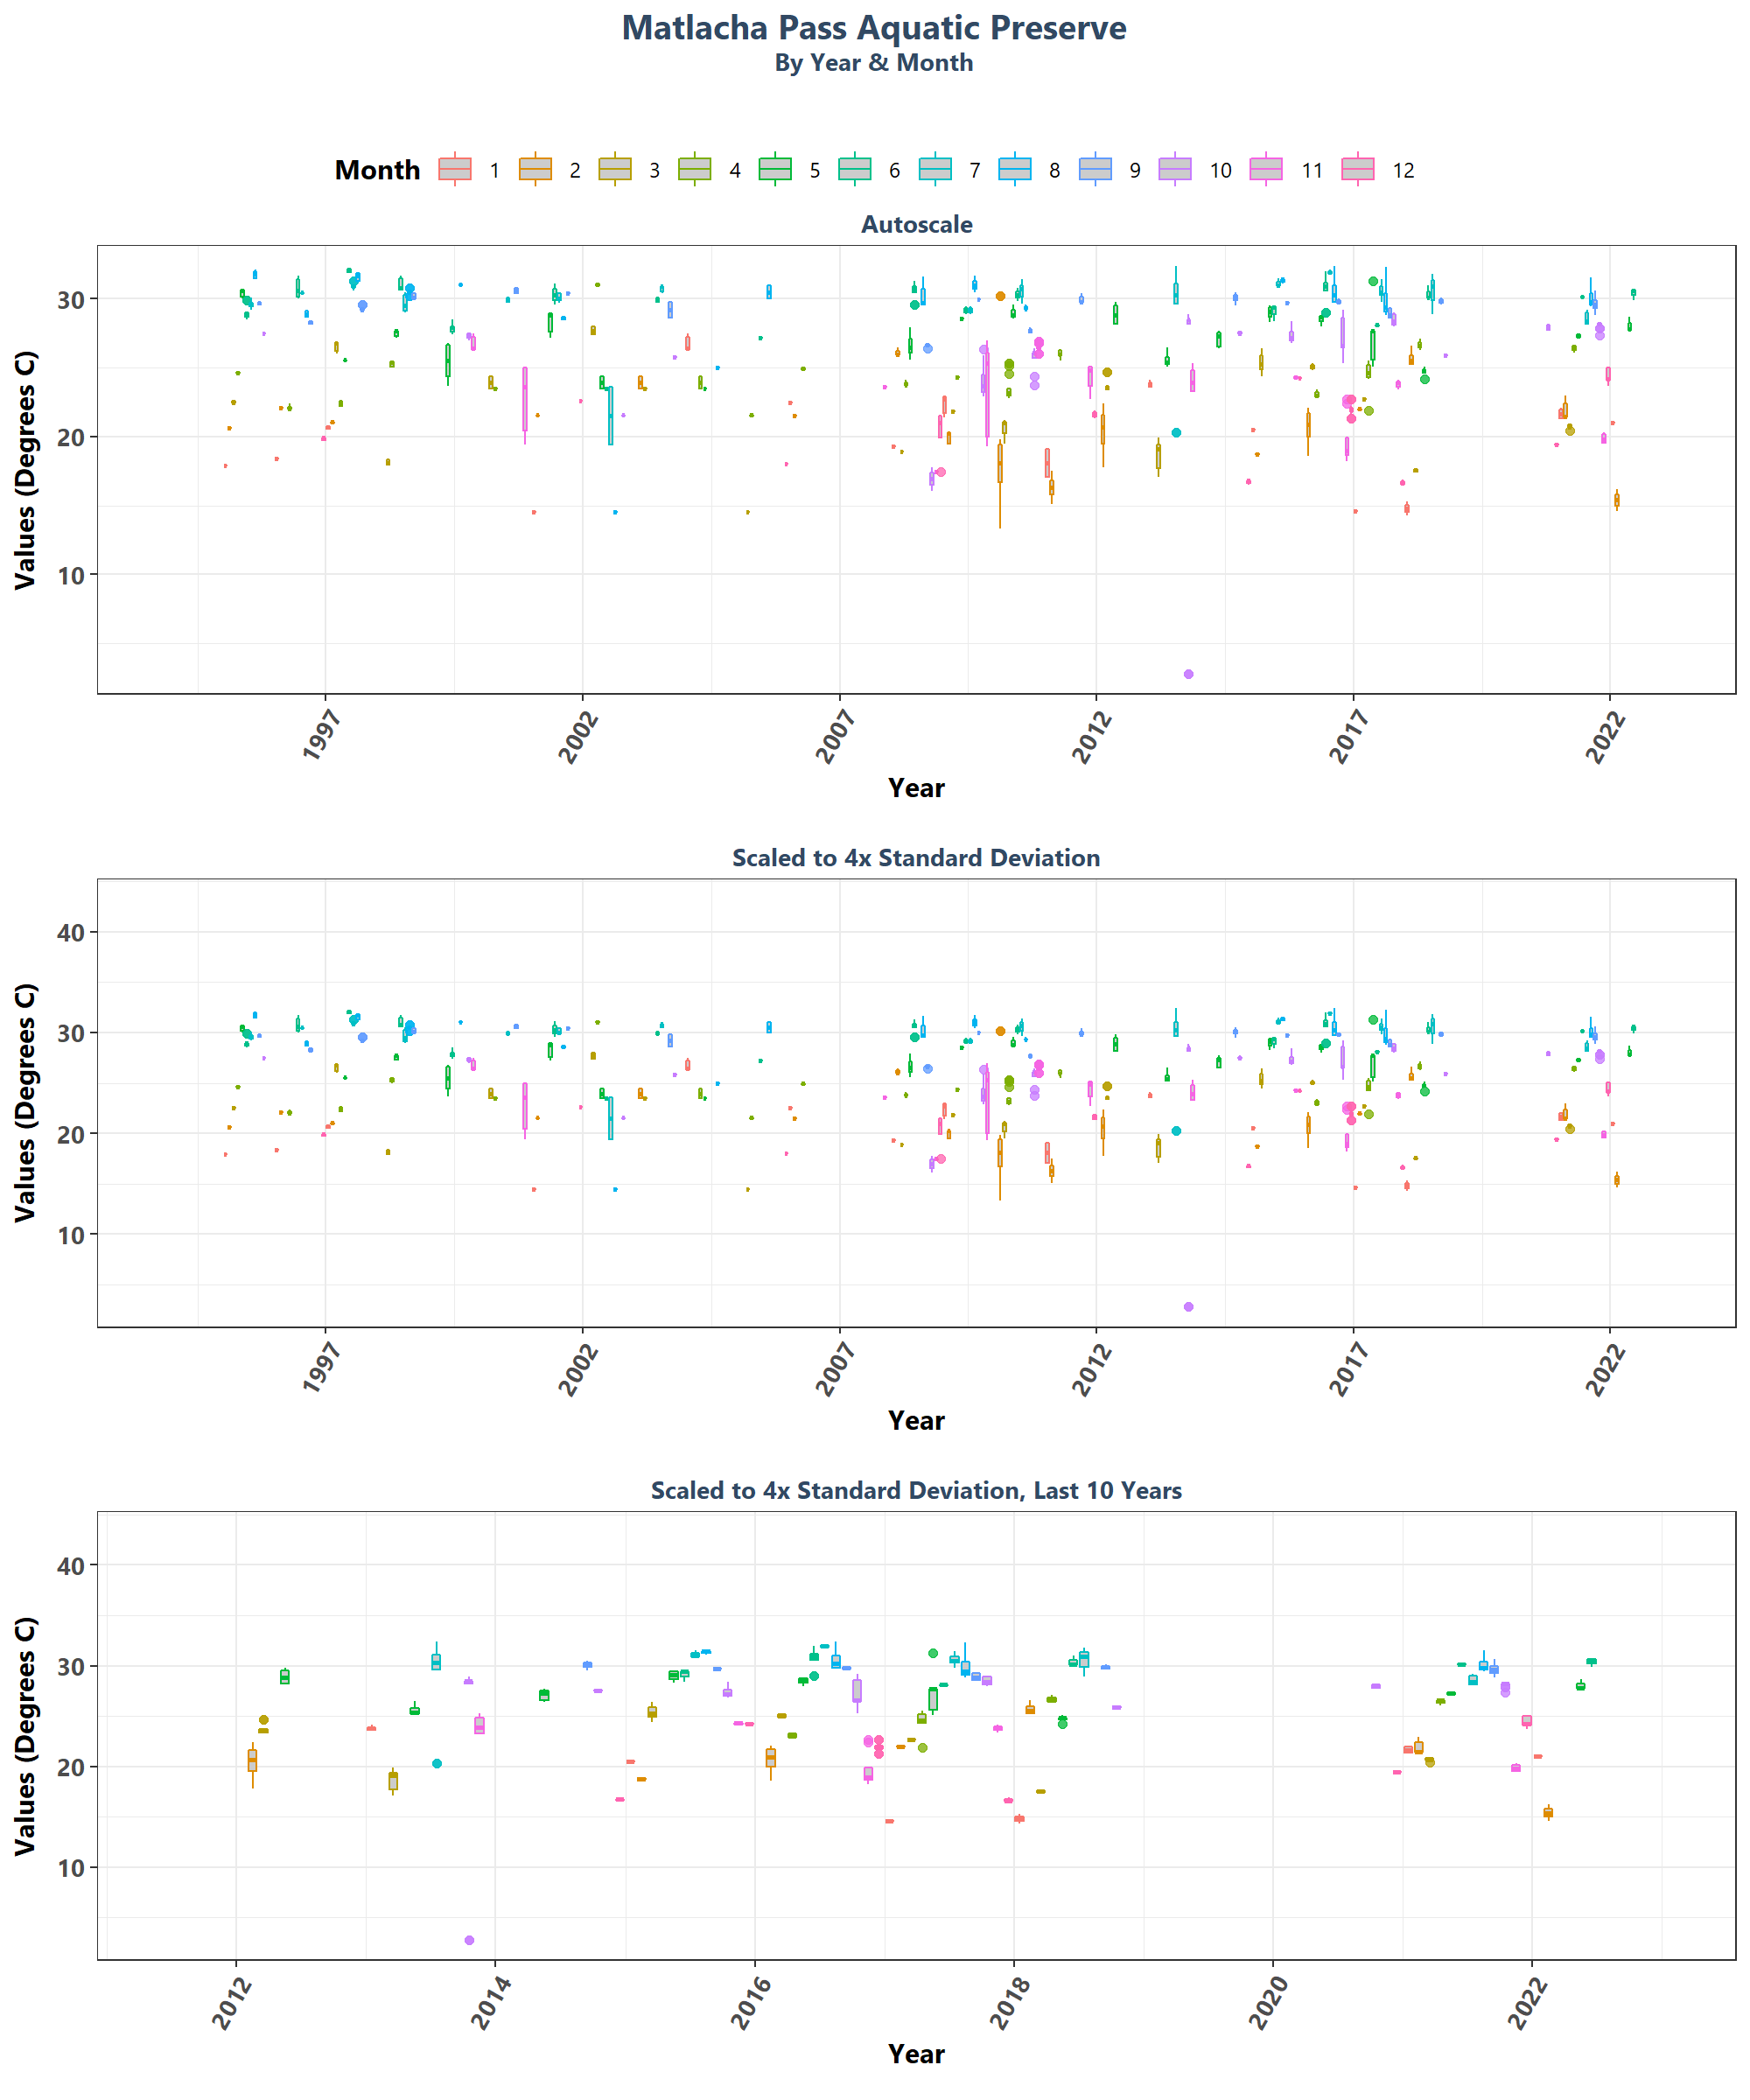 Matlacha Pass Aquatic Preserve
By Year & Month
Month 1 2 3 4 5 6 7 8 9 10 11 12
Autoscale
Values (Degrees C)
30
20
10
1997 2002 2007 2012 2017 2022
Year
Scaled to 4x Standard Deviation
Values (Degrees C)
40
30
20
10
1997 2002 2007 2012 2017 2022
Year
Scaled to 4x Standard Deviation, Last 10 Years
Values (Degrees C)
40
30
20
10
2012 2014 2016 2018 2020 2022
Year